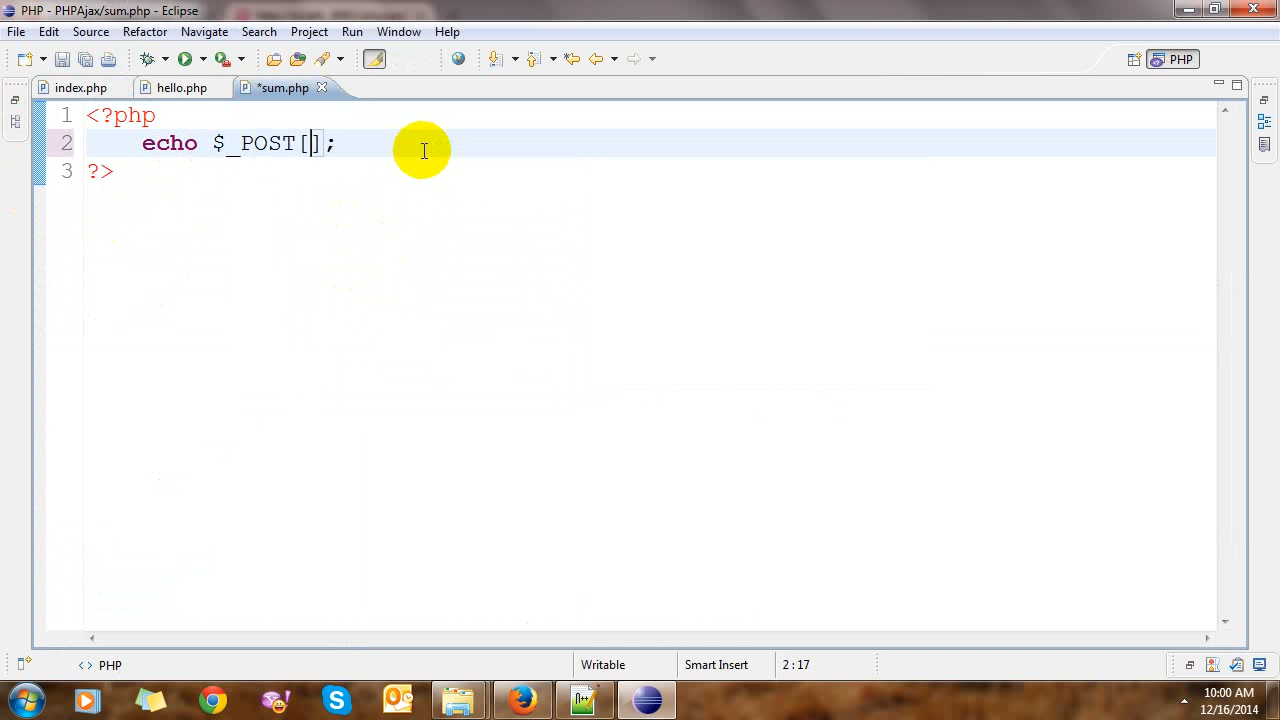 PHP - PHPAjax/sum.php - Eclipse
File Edit Source Refactor Navigate Search Project Run Window Help
PHP
index.php hello.php *sum.php
1 <?php
2 echo $_POST[];
3 ?>
<> PHP Writable Smart Insert 2 : 17
10:00 AM
12/16/2014